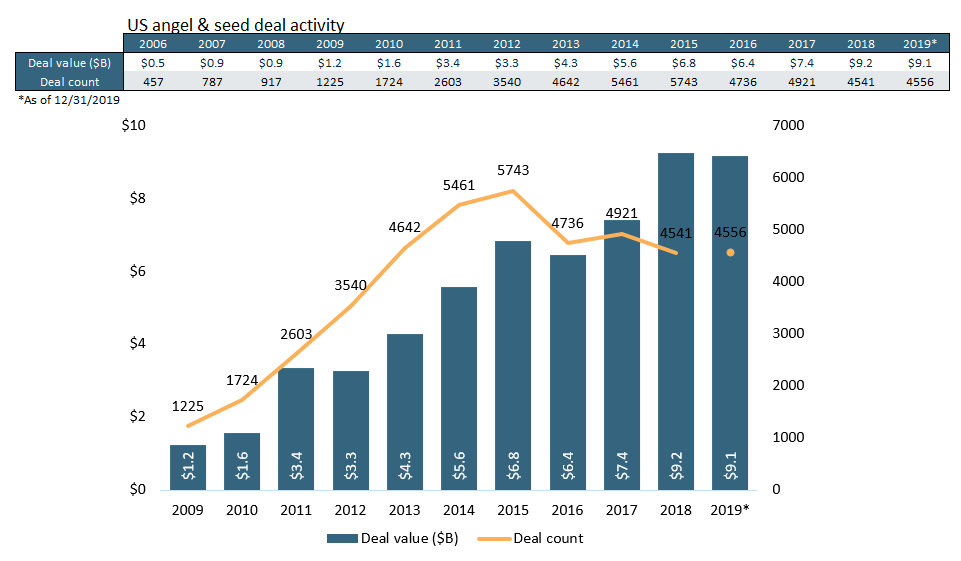 US angel & seed deal activity
2006 2007 2008 2009 2010 2011 2012 2013 2014 2015 2016 2017 2018 2019*
Deal value ($B) $0.5 $0.9 $0.9 $1.2 $1.6 $3.4 $3.3 $4.3 $5.6 $6.8 $6.4 $7.4 $9.2 $9.1
Deal count 457 787 917 1225 1724 2603 3540 4642 5461 5743 4736 4921 4541 4556
*As of 12/31/2019
$10 7000
5743
5461
6000
$8
4642 4736 4921
4541 4556 5000
$6
3540 4000
2603
$4 3000
1724
1225
2000
$2
1000
$1.2 $1.6 $3.4 $3.3 $4.3 $5.6 $6.8 $6.4 $7.4 $9.2 $9.1
$0 0
2009 2010 2011 2012 2013 2014 2015 2016 2017 2018 2019*
Deal value ($B) Deal count